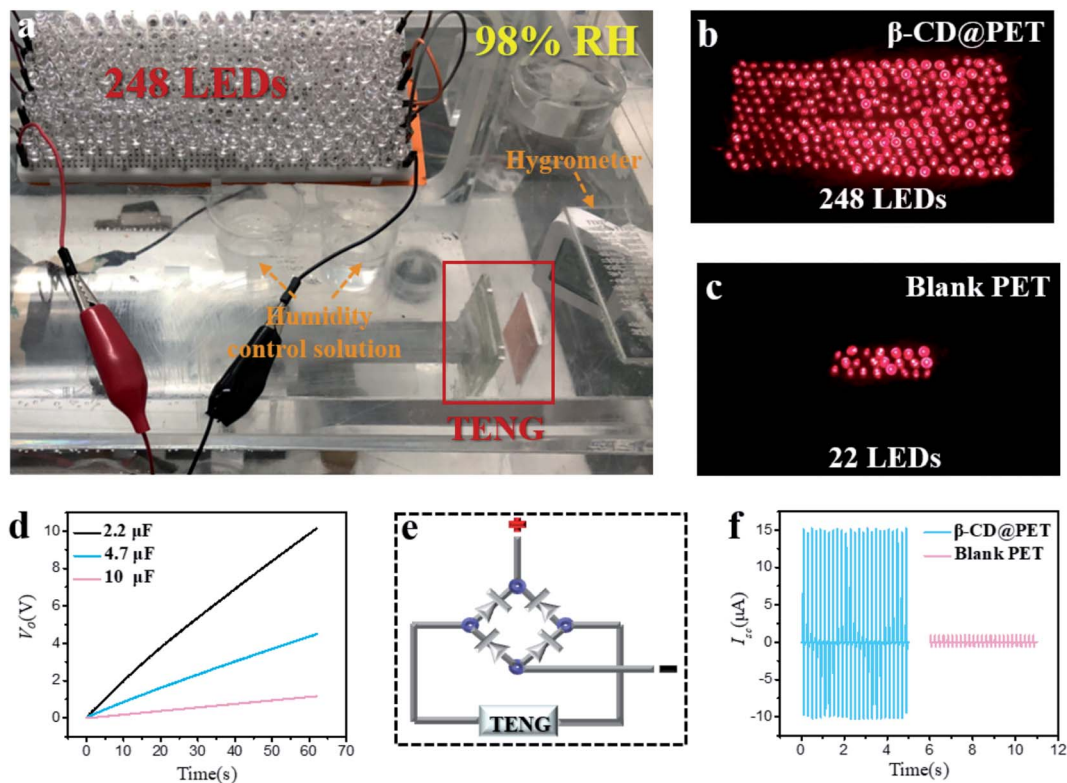 a
98% RH
248 LEDs
Hygrometer
Humidity
control solution
TENG
b
β-CD@PET
248 LEDs
c
Blank PET
22 LEDs
d
2.2 μF
4.7 μF
10 μF
10
8
6
4
2
0
V₀(V)
0 10 20 30 40 50 60 70
Time(s)
e
TENG
f
β-CD@PET
Blank PET
15
10
5
0
-5
-10
I_sc(μA)
0 2 4 6 8 10 12
Time(s)